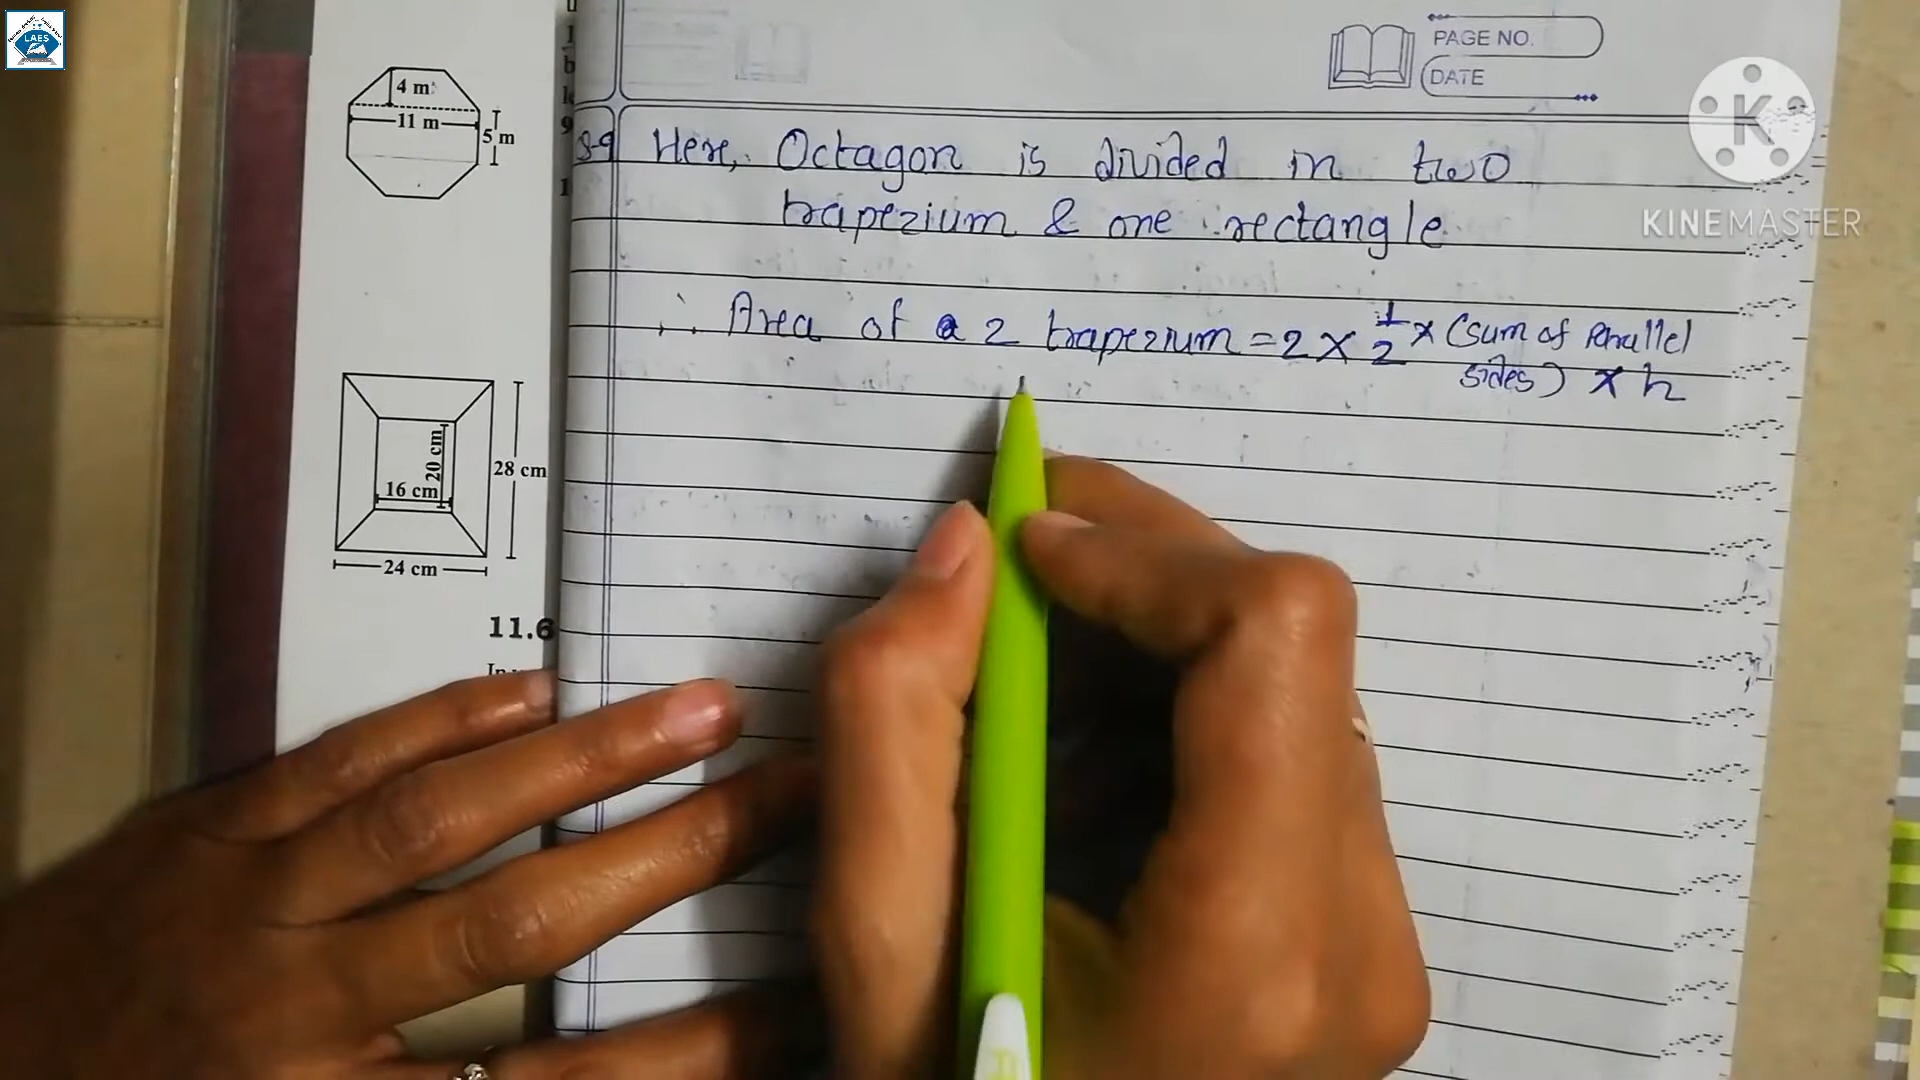 LAES
PAGE NO.
DATE
K
KINEMASTER
4 m
11 m
5 m
9
Here, Octagon is divided in two
trapezium & one rectangle
∴ Area of 2 trapezium = 2 × 1/2 × (sum of Parallel
sides) × h
20 cm
16 cm
28 cm
24 cm
11.6